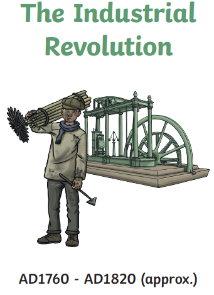 The Industrial
Revolution
AD1760 - AD1820 (approx.)